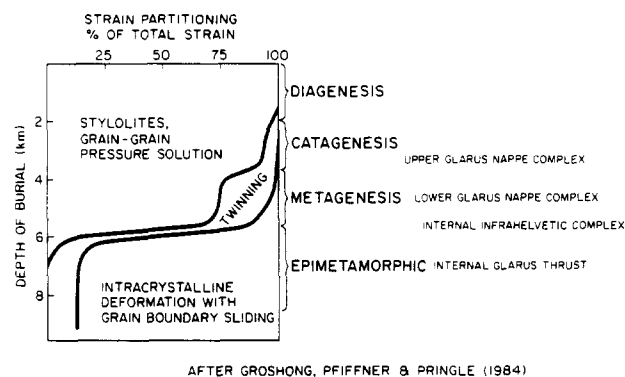 STRAIN PARTITIONING
% OF TOTAL STRAIN
25 50 75 100
DIAGENESIS
2
STYLOLITES,
GRAIN-GRAIN
PRESSURE SOLUTION
CATAGENESIS
UPPER GLARUS NAPPE COMPLEX
4
TWINNING
METAGENESIS LOWER GLARUS NAPPE COMPLEX
INTERNAL INFRAHELVETIC COMPLEX
6
EPIMETAMORPHIC INTERNAL GLARUS THRUST
8
INTRACRYSTALLINE
DEFORMATION WITH
GRAIN BOUNDARY SLIDING
DEPTH OF BURIAL (km)
AFTER GROSHONG, PFIFFNER & PRINGLE (1984)